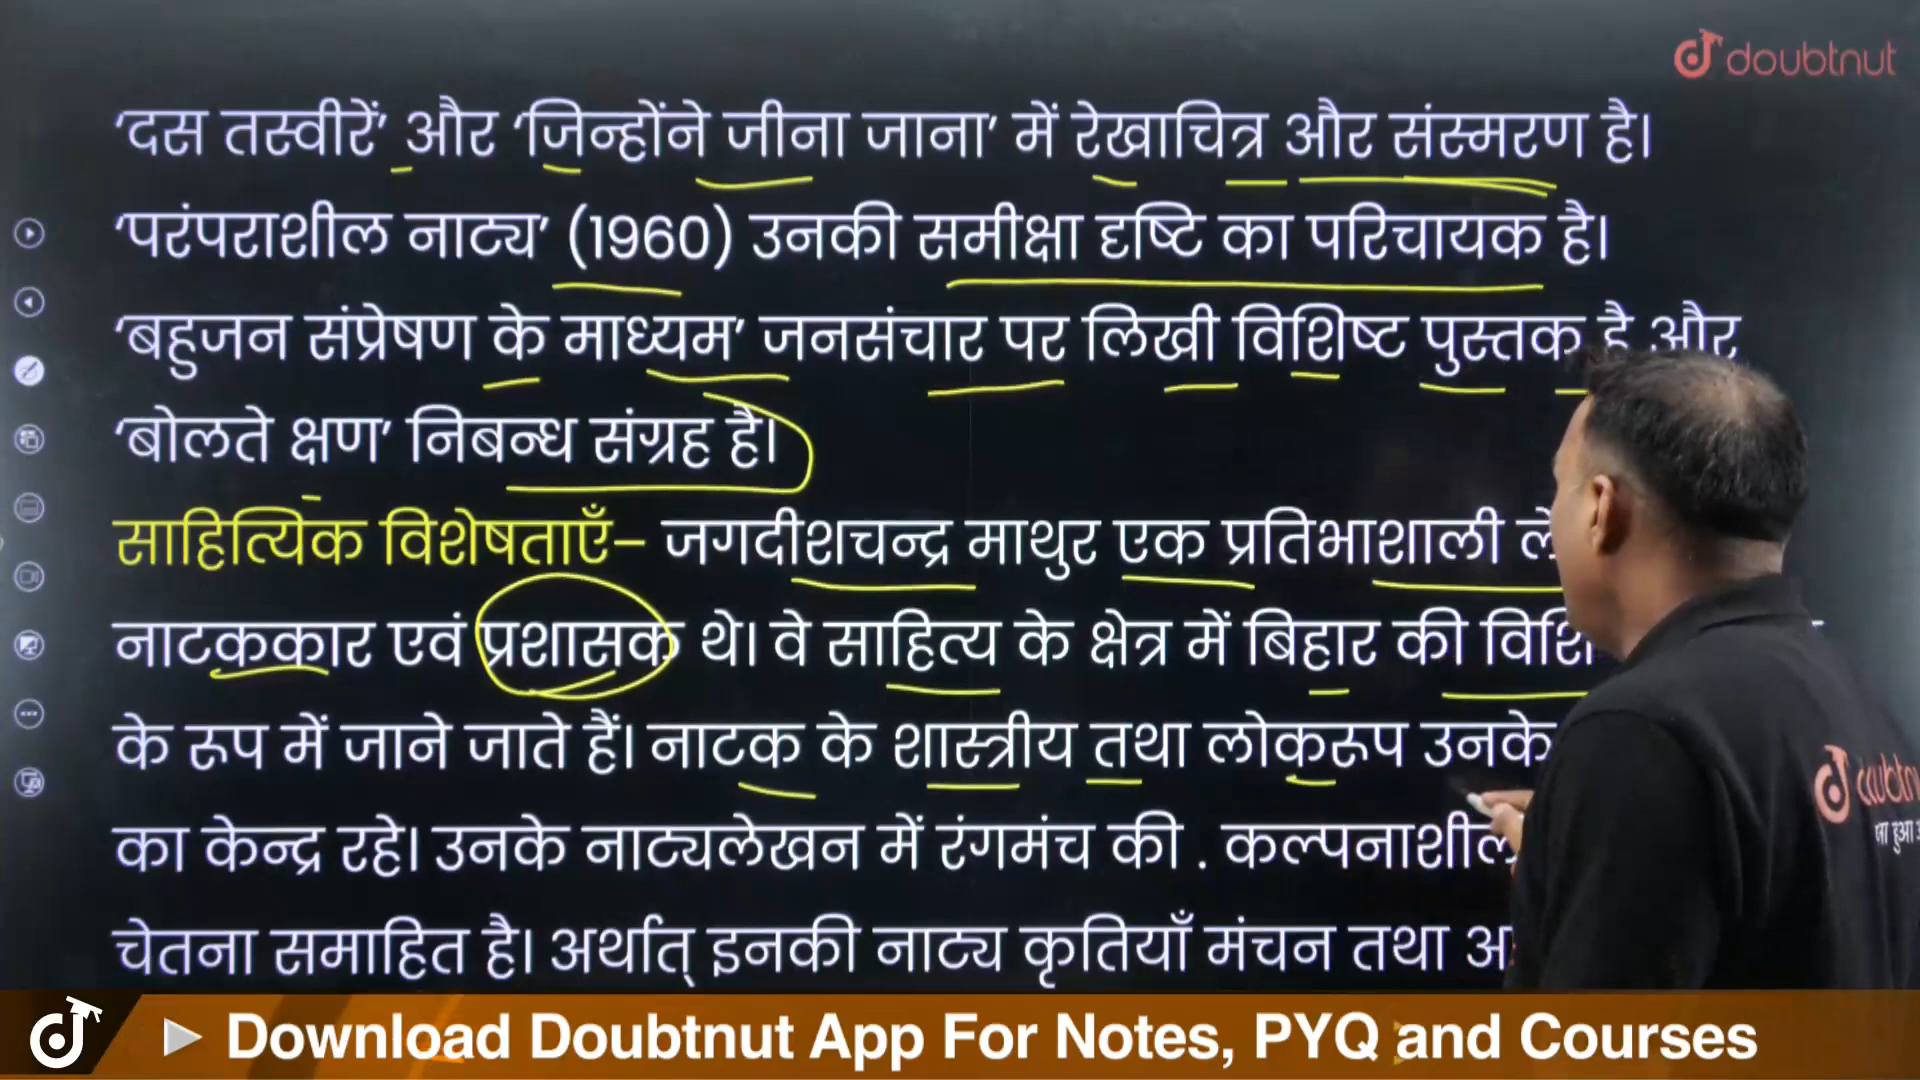 doubtnut
‘दस तस्वीरें’ और ‘जिन्होंने जीना जाना’ में रेखाचित्र और संस्मरण है।
‘परंपराशील नाट्य’ (1960) उनकी समीक्षा दृष्टि का परिचायक है।
‘बहुजन संप्रेषण के माध्यम’ जनसंचार पर लिखी विशिष्ट पुस्तक है और
‘बोलते क्षण’ निबन्ध संग्रह है।
साहित्यिक विशेषताएँ– जगदीशचन्द्र माथुर एक प्रतिभाशाली
नाटककार एवं प्रशासक थे। वे साहित्य के क्षेत्र में बिहार की
के रूप में जाने जाते हैं। नाटक के शास्त्रीय तथा लोकरूप उनके
का केन्द्र रहे। उनके नाट्यलेखन में रंगमंच की .
चेतना समाहित है। अर्थात् इनकी नाट्य कृतियाँ मंचन तथा
Download Doubtnut App For Notes, PYQ and Courses